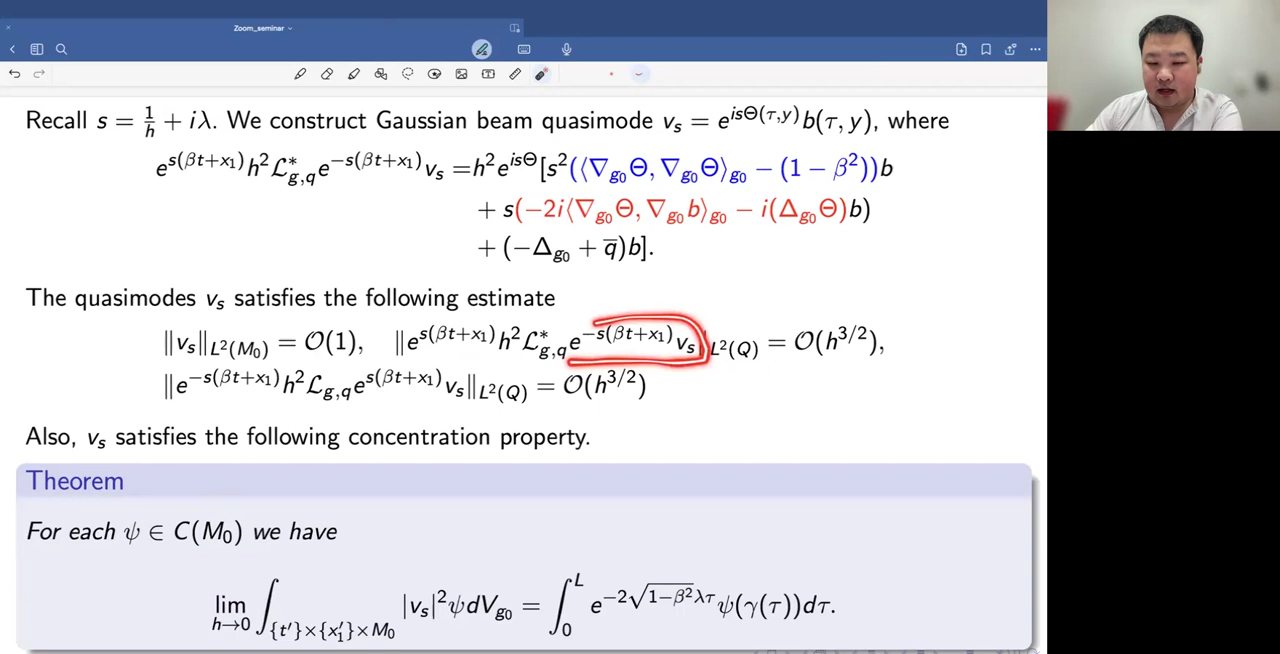 Zoom_seminar
Recall s = 1/h + iλ. We construct Gaussian beam quasimode v_s = e^{isΘ(τ,y)} b(τ, y), where
e^{s(βt+x_1)} h^2 ℒ^*_{g,q} e^{-s(βt+x_1)} v_s = h^2 e^{isΘ} [s^2 (⟨∇_{g_0}Θ, ∇_{g_0}Θ⟩_{g_0} − (1 − β^2)) b
+ s(−2i⟨∇_{g_0}Θ, ∇_{g_0}b⟩_{g_0} − i(Δ_{g_0}Θ)b)
+ (−Δ_{g_0} + q̅)b].
The quasimodes v_s satisfies the following estimate
‖v_s‖_{L^2(M_0)} = 𝒪(1), ‖e^{s(βt+x_1)} h^2 ℒ^*_{g,q} e^{-s(βt+x_1)} v_s‖_{L^2(Q)} = 𝒪(h^{3/2}),
‖e^{-s(βt+x_1)} h^2 ℒ_{g,q} e^{s(βt+x_1)} v_s‖_{L^2(Q)} = 𝒪(h^{3/2})
Also, v_s satisfies the following concentration property.
Theorem
For each ψ ∈ C(M_0) we have
lim_{h→0} ∫_{{t'}×{x_1'}×M_0} |v_s|^2 ψ dV_{g_0} = ∫_0^L e^{-2√(1−β^2) λτ} ψ(γ(τ)) dτ.